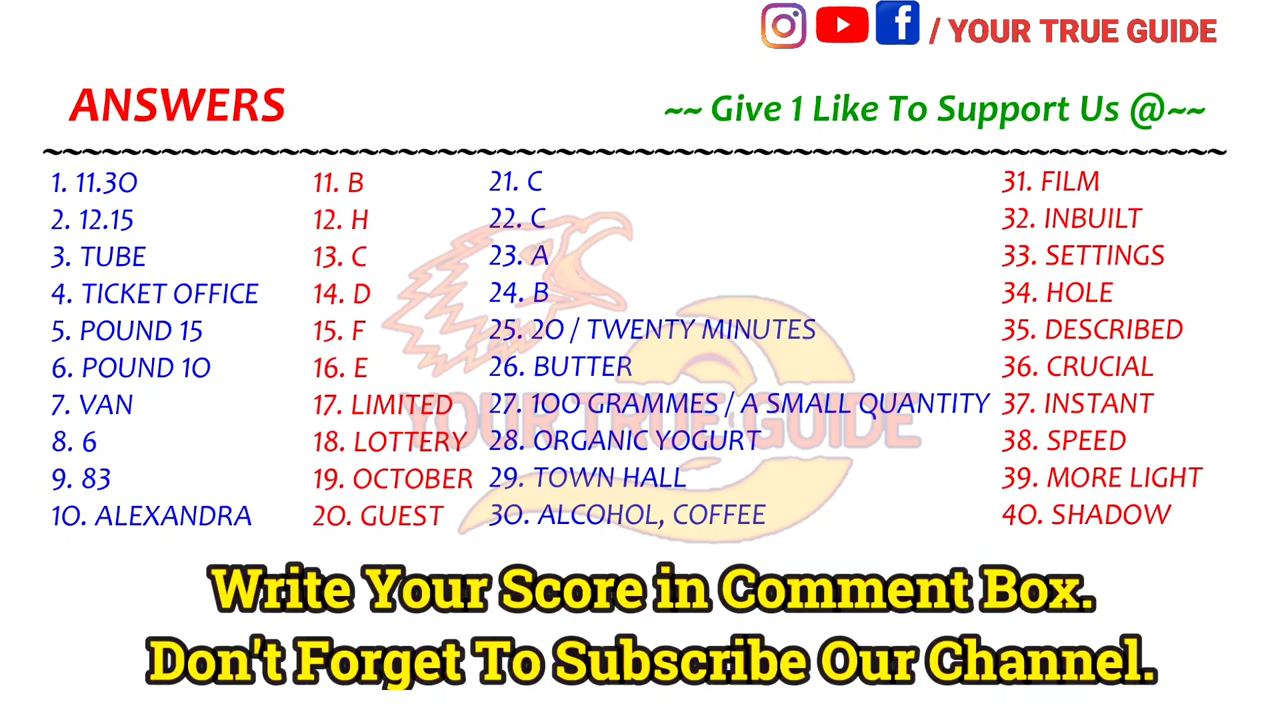 / YOUR TRUE GUIDE
ANSWERS
~~ Give 1 Like To Support Us @~~
~~~~~~~~~~~~~~~~~~~~~~~~~~~~~~~~~~~~~~~~~~~~~~~~~~~~~~~~~~~~
1. 11.30
2. 12.15
3. TUBE
4. TICKET OFFICE
5. POUND 15
6. POUND 10
7. VAN
8. 6
9. 83
10. ALEXANDRA
11. B
12. H
13. C
14. D
15. F
16. E
17. LIMITED
18. LOTTERY
19. OCTOBER
20. GUEST
21. C
22. C
23. A
24. B
25. 20 / TWENTY MINUTES
26. BUTTER
27. 100 GRAMMES / A SMALL QUANTITY
28. ORGANIC YOGURT
29. TOWN HALL
30. ALCOHOL, COFFEE
31. FILM
32. INBUILT
33. SETTINGS
34. HOLE
35. DESCRIBED
36. CRUCIAL
37. INSTANT
38. SPEED
39. MORE LIGHT
40. SHADOW
YOUR TRUE GUIDE
Write Your Score in Comment Box.
Don't Forget To Subscribe Our Channel.